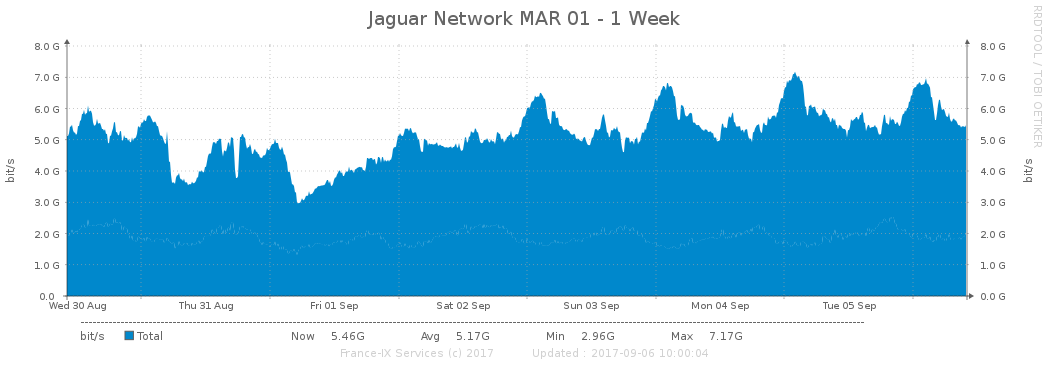 Jaguar Network MAR 01 - 1 Week
RRDTOOL / TOBI OETIKER
bit/s
8.0 G
7.0 G
6.0 G
5.0 G
4.0 G
3.0 G
2.0 G
1.0 G
0.0
8.0 G
7.0 G
6.0 G
5.0 G
4.0 G
3.0 G
2.0 G
1.0 G
0.0 G
bit/s
Wed 30 Aug Thu 31 Aug Fri 01 Sep Sat 02 Sep Sun 03 Sep Mon 04 Sep Tue 05 Sep
bit/s Total Now 5.46G Avg 5.17G Min 2.96G Max 7.17G
France-IX Services (c) 2017 Updated : 2017-09-06 10:00:04